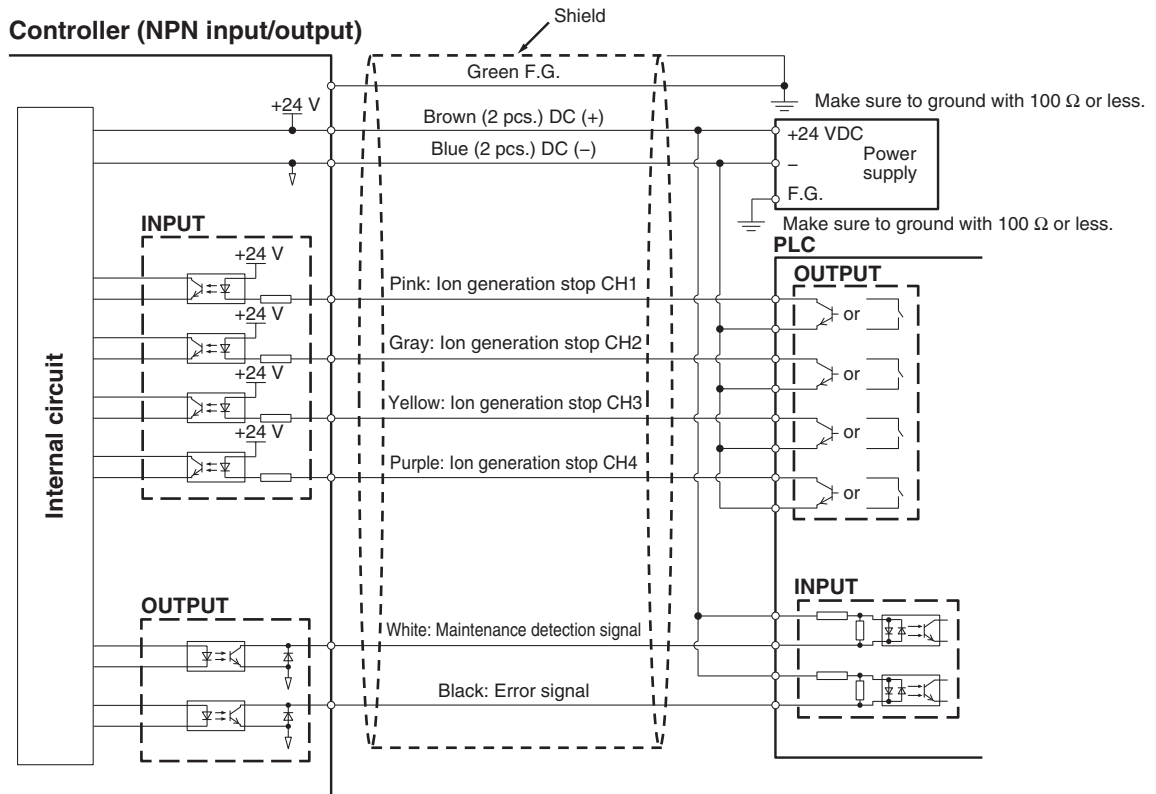 Shield
Controller (NPN input/output)
Green F.G.
Make sure to ground with 100 Ω or less.
+24 V
Brown (2 pcs.) DC (+)
+24 VDC
Blue (2 pcs.) DC (−)
−
Power
supply
F.G.
Make sure to ground with 100 Ω or less.
INPUT
PLC
+24 V
OUTPUT
Pink: Ion generation stop CH1
or
+24 V
Gray: Ion generation stop CH2
or
+24 V
Yellow: Ion generation stop CH3
or
+24 V
Purple: Ion generation stop CH4
or
Internal circuit
INPUT
OUTPUT
White: Maintenance detection signal
Black: Error signal